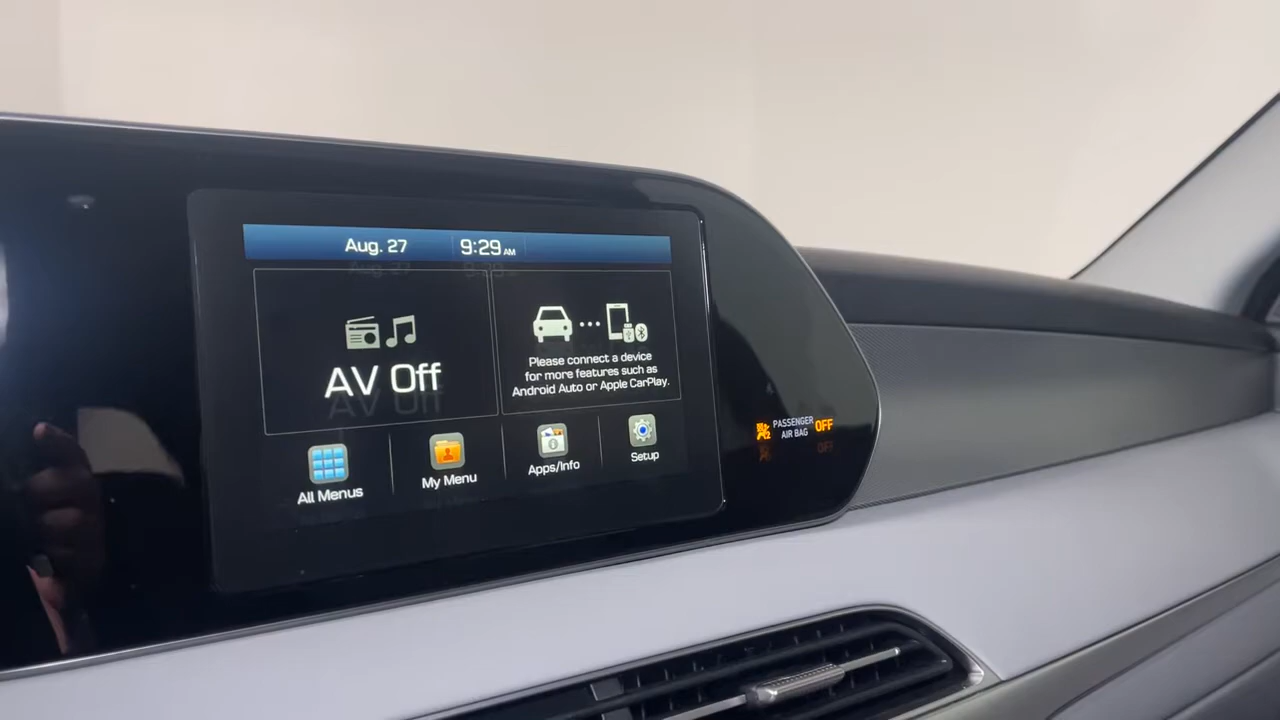 Aug. 27 9:29 AM
AV Off
Please connect a device
for more features such as
Android Auto or Apple CarPlay.
All Menus
My Menu
Apps/Info
Setup
PASSENGER
AIR BAG OFF